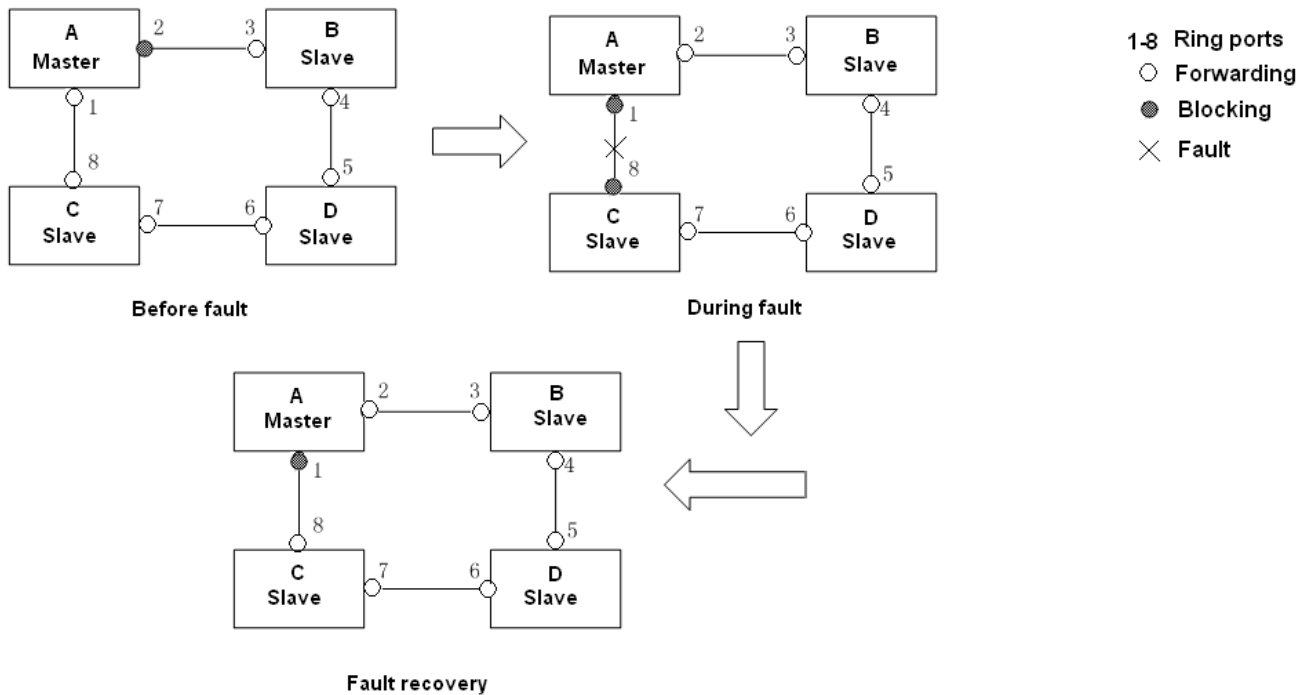 A
Master
2
3
B
Slave
1
4
8
5
C
Slave
7
6
D
Slave
Before fault
A
Master
2
3
B
Slave
1
4
8
5
C
Slave
7
6
D
Slave
During fault
1-8 Ring ports
Forwarding
Blocking
Fault
A
Master
2
3
B
Slave
1
4
8
5
C
Slave
7
6
D
Slave
Fault recovery